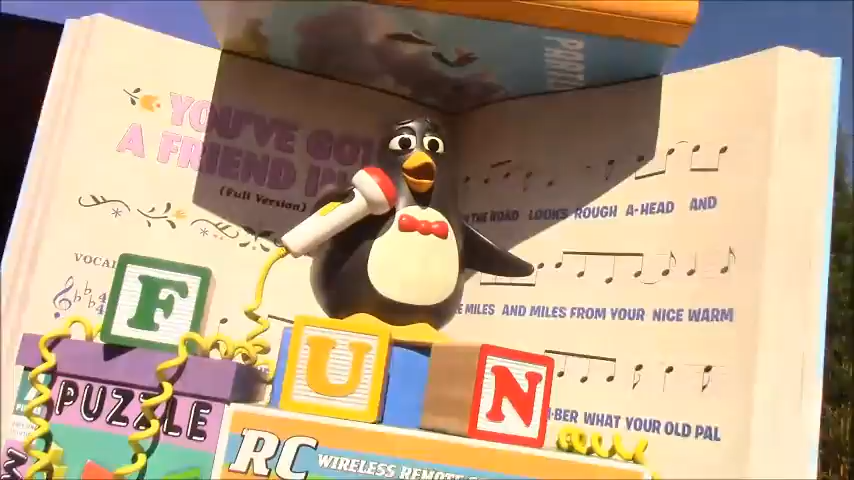 YOU'VE GOT
A FRIEND IN
(FULL VERSION)
VOCAL
THE ROAD LOOKS ROUGH A-HEAD AND
MILES AND MILES FROM YOUR NICE WARM
BER WHAT YOUR OLD PAL
F
U
N
PUZZLE
RC
WIRELESS REMOTE